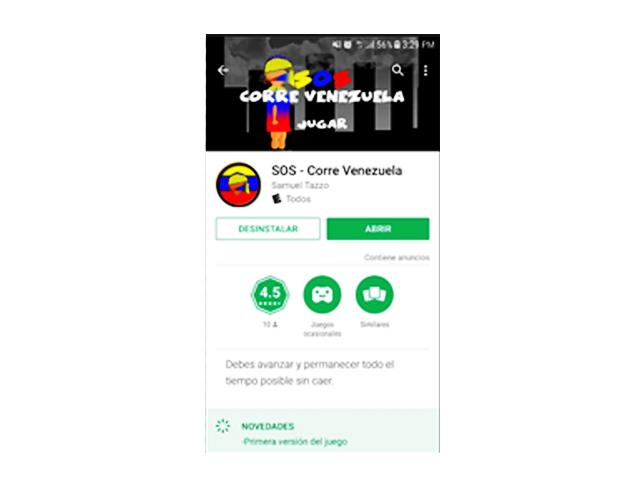 56% 3:29 PM
SOS
CORRE VENEZUELA
JUGAR
SOS - Corre Venezuela
Samuel Tazzo
Todos
DESINSTALAR
ABRIR
Contiene anuncios
4.5
10
Juegos
ocasionales
Similares
Debes avanzar y permanecer todo el
tiempo posible sin caer.
NOVEDADES
-Primera versión del juego